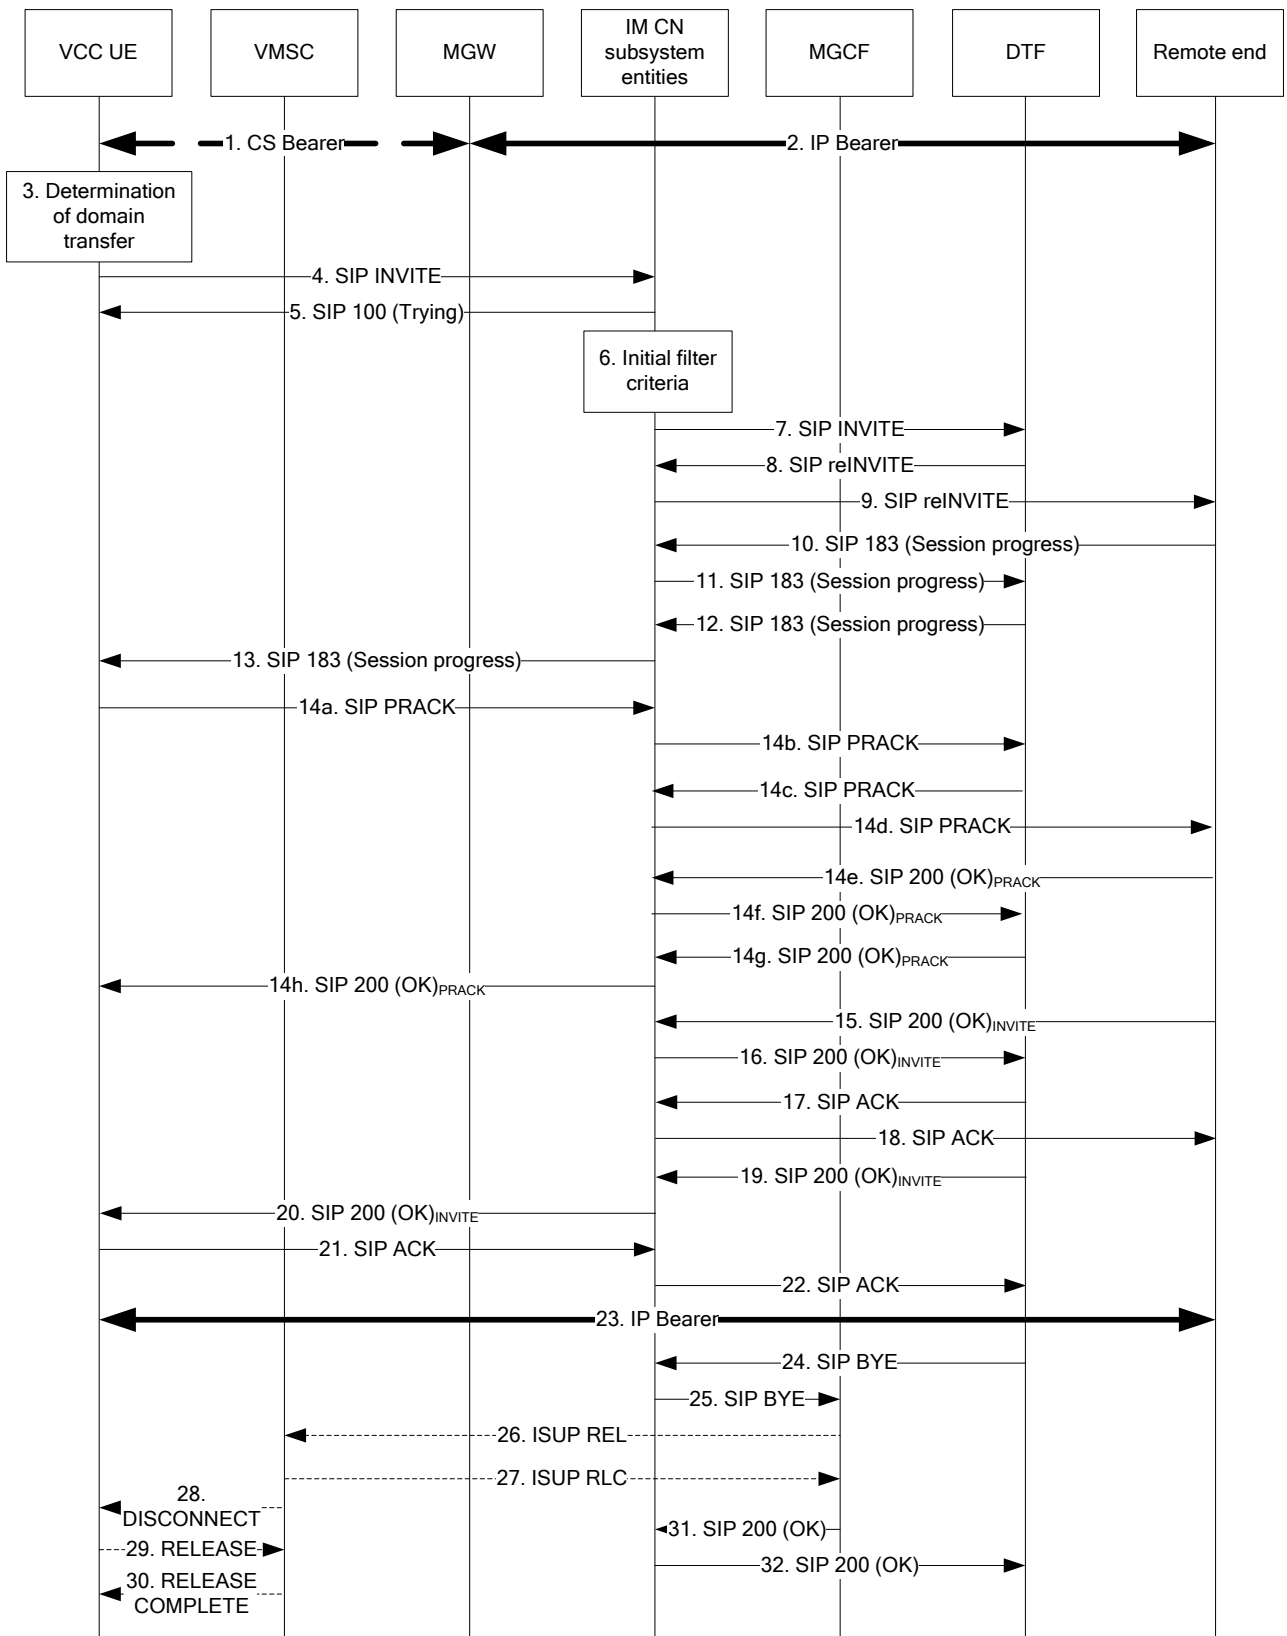 VCC UE
VMSC
MGW
IM CN
subsystem
entities
MGCF
DTF
Remote end
1. CS Bearer
2. IP Bearer
3. Determination
of domain
transfer
4. SIP INVITE
5. SIP 100 (Trying)
6. Initial filter
criteria
7. SIP INVITE
8. SIP reINVITE
9. SIP reINVITE
10. SIP 183 (Session progress)
11. SIP 183 (Session progress)
12. SIP 183 (Session progress)
13. SIP 183 (Session progress)
14a. SIP PRACK
14b. SIP PRACK
14c. SIP PRACK
14d. SIP PRACK
14e. SIP 200 (OK)PRACK
14f. SIP 200 (OK)PRACK
14g. SIP 200 (OK)PRACK
14h. SIP 200 (OK)PRACK
15. SIP 200 (OK)INVITE
16. SIP 200 (OK)INVITE
17. SIP ACK
18. SIP ACK
19. SIP 200 (OK)INVITE
20. SIP 200 (OK)INVITE
21. SIP ACK
22. SIP ACK
23. IP Bearer
24. SIP BYE
25. SIP BYE
26. ISUP REL
27. ISUP RLC
28.
DISCONNECT
31. SIP 200 (OK)
29. RELEASE
32. SIP 200 (OK)
30. RELEASE
COMPLETE